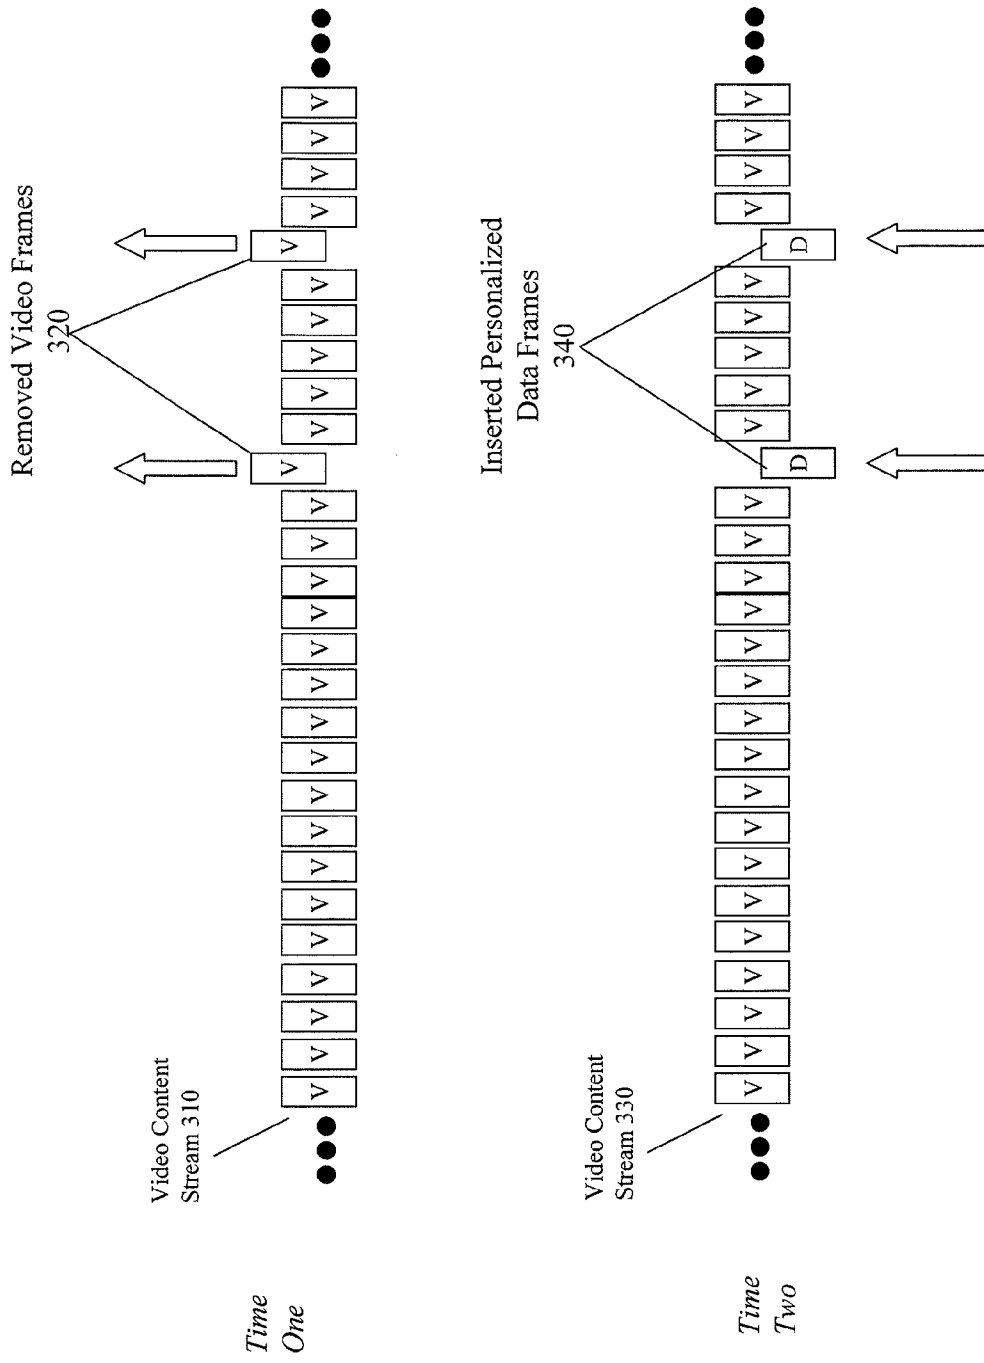 Removed Video Frames
320
Video Content
Stream 310
V V V V V V V V V V V V V V V V V V V V V V V V V V V V
Time
One
Inserted Personalized
Data Frames
340
Video Content
Stream 330
V V V V V V V V V V V V V V V V V D V V V V V D V V V V
Time
Two